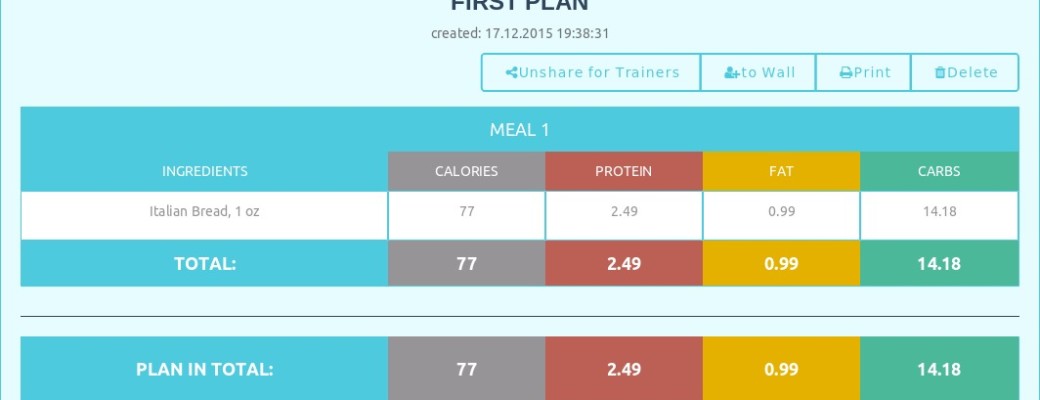 FIRST PLAN
created: 17.12.2015 19:38:31
Unshare for Trainers to Wall Print Delete
MEAL 1
INGREDIENTS CALORIES PROTEIN FAT CARBS
Italian Bread, 1 oz 77 2.49 0.99 14.18
TOTAL: 77 2.49 0.99 14.18
PLAN IN TOTAL: 77 2.49 0.99 14.18